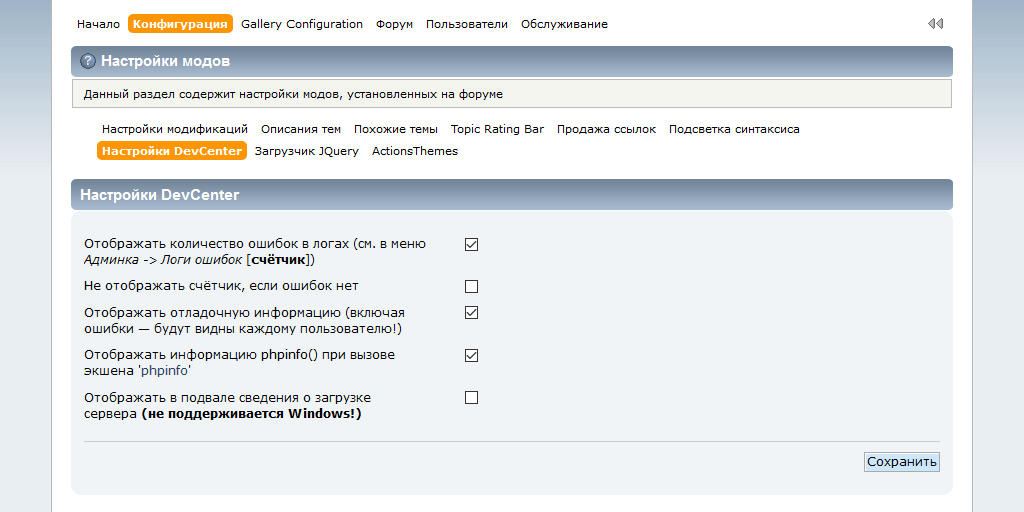 Начало Конфигурация Gallery Configuration Форум Пользователи Обслуживание
? Настройки модов
Данный раздел содержит настройки модов, установленных на форуме
Настройки модификаций Описания тем Похожие темы Topic Rating Bar Продажа ссылок Подсветка синтаксиса
Настройки DevCenter Загрузчик JQuery ActionsThemes
Настройки DevCenter
Отображать количество ошибок в логах (см. в меню
Админка -> Логи ошибок [счётчик])
Не отображать счётчик, если ошибок нет
Отображать отладочную информацию (включая
ошибки — будут видны каждому пользователю!)
Отображать информацию phpinfo() при вызове
экшена 'phpinfo'
Отображать в подвале сведения о загрузке
сервера (не поддерживается Windows!)
Сохранить